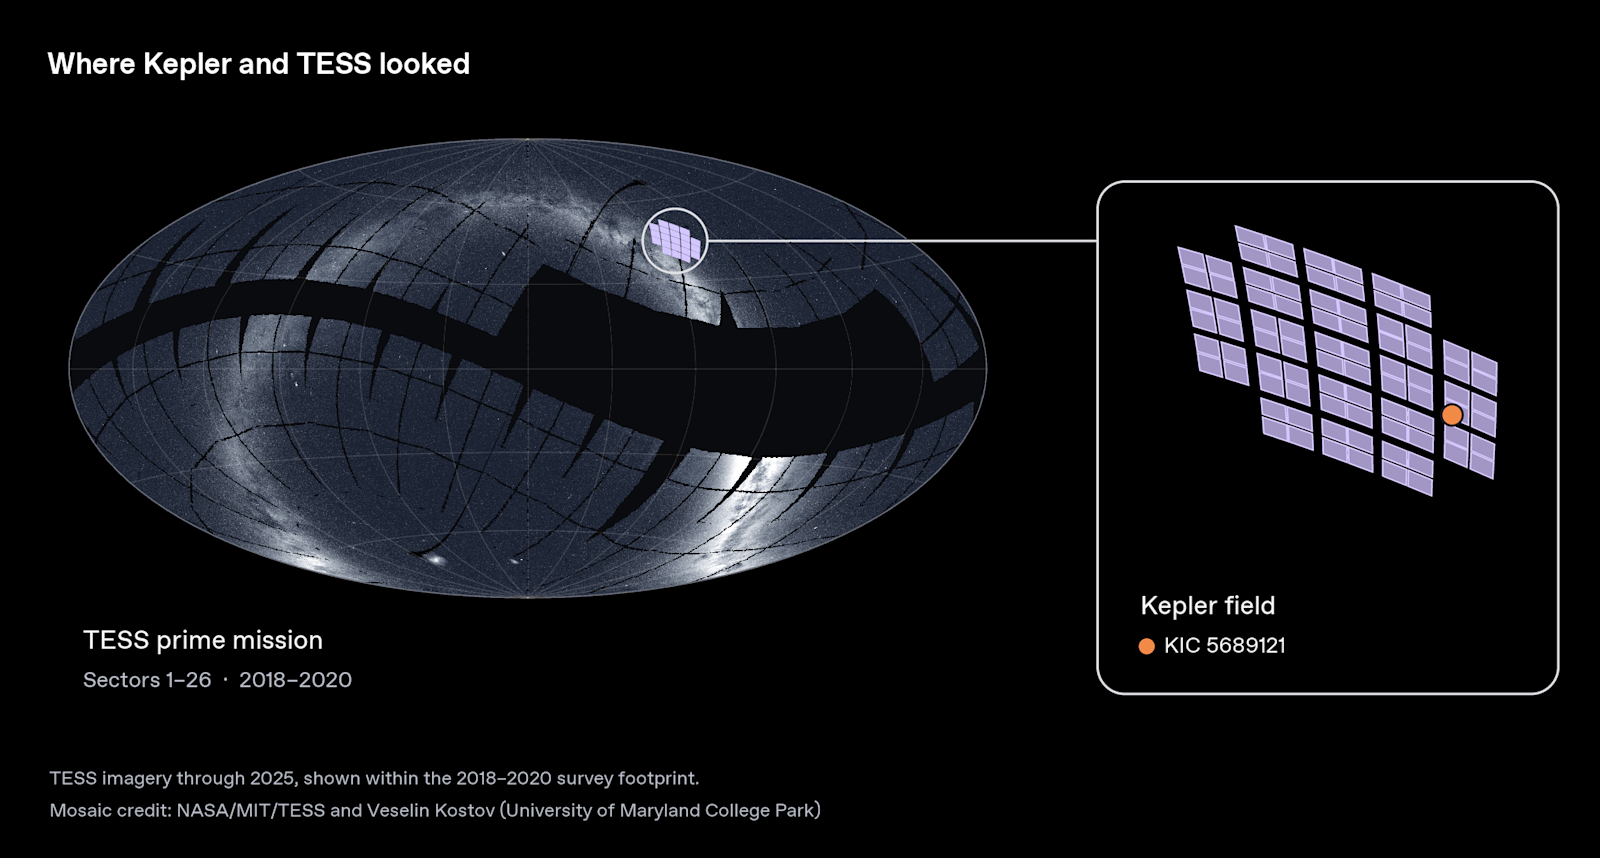 Where Kepler and TESS looked
TESS prime mission
Sectors 1–26 · 2018–2020
Kepler field
KIC 5689121
TESS imagery through 2025, shown within the 2018–2020 survey footprint.
Mosaic credit: NASA/MIT/TESS and Veselin Kostov (University of Maryland College Park)